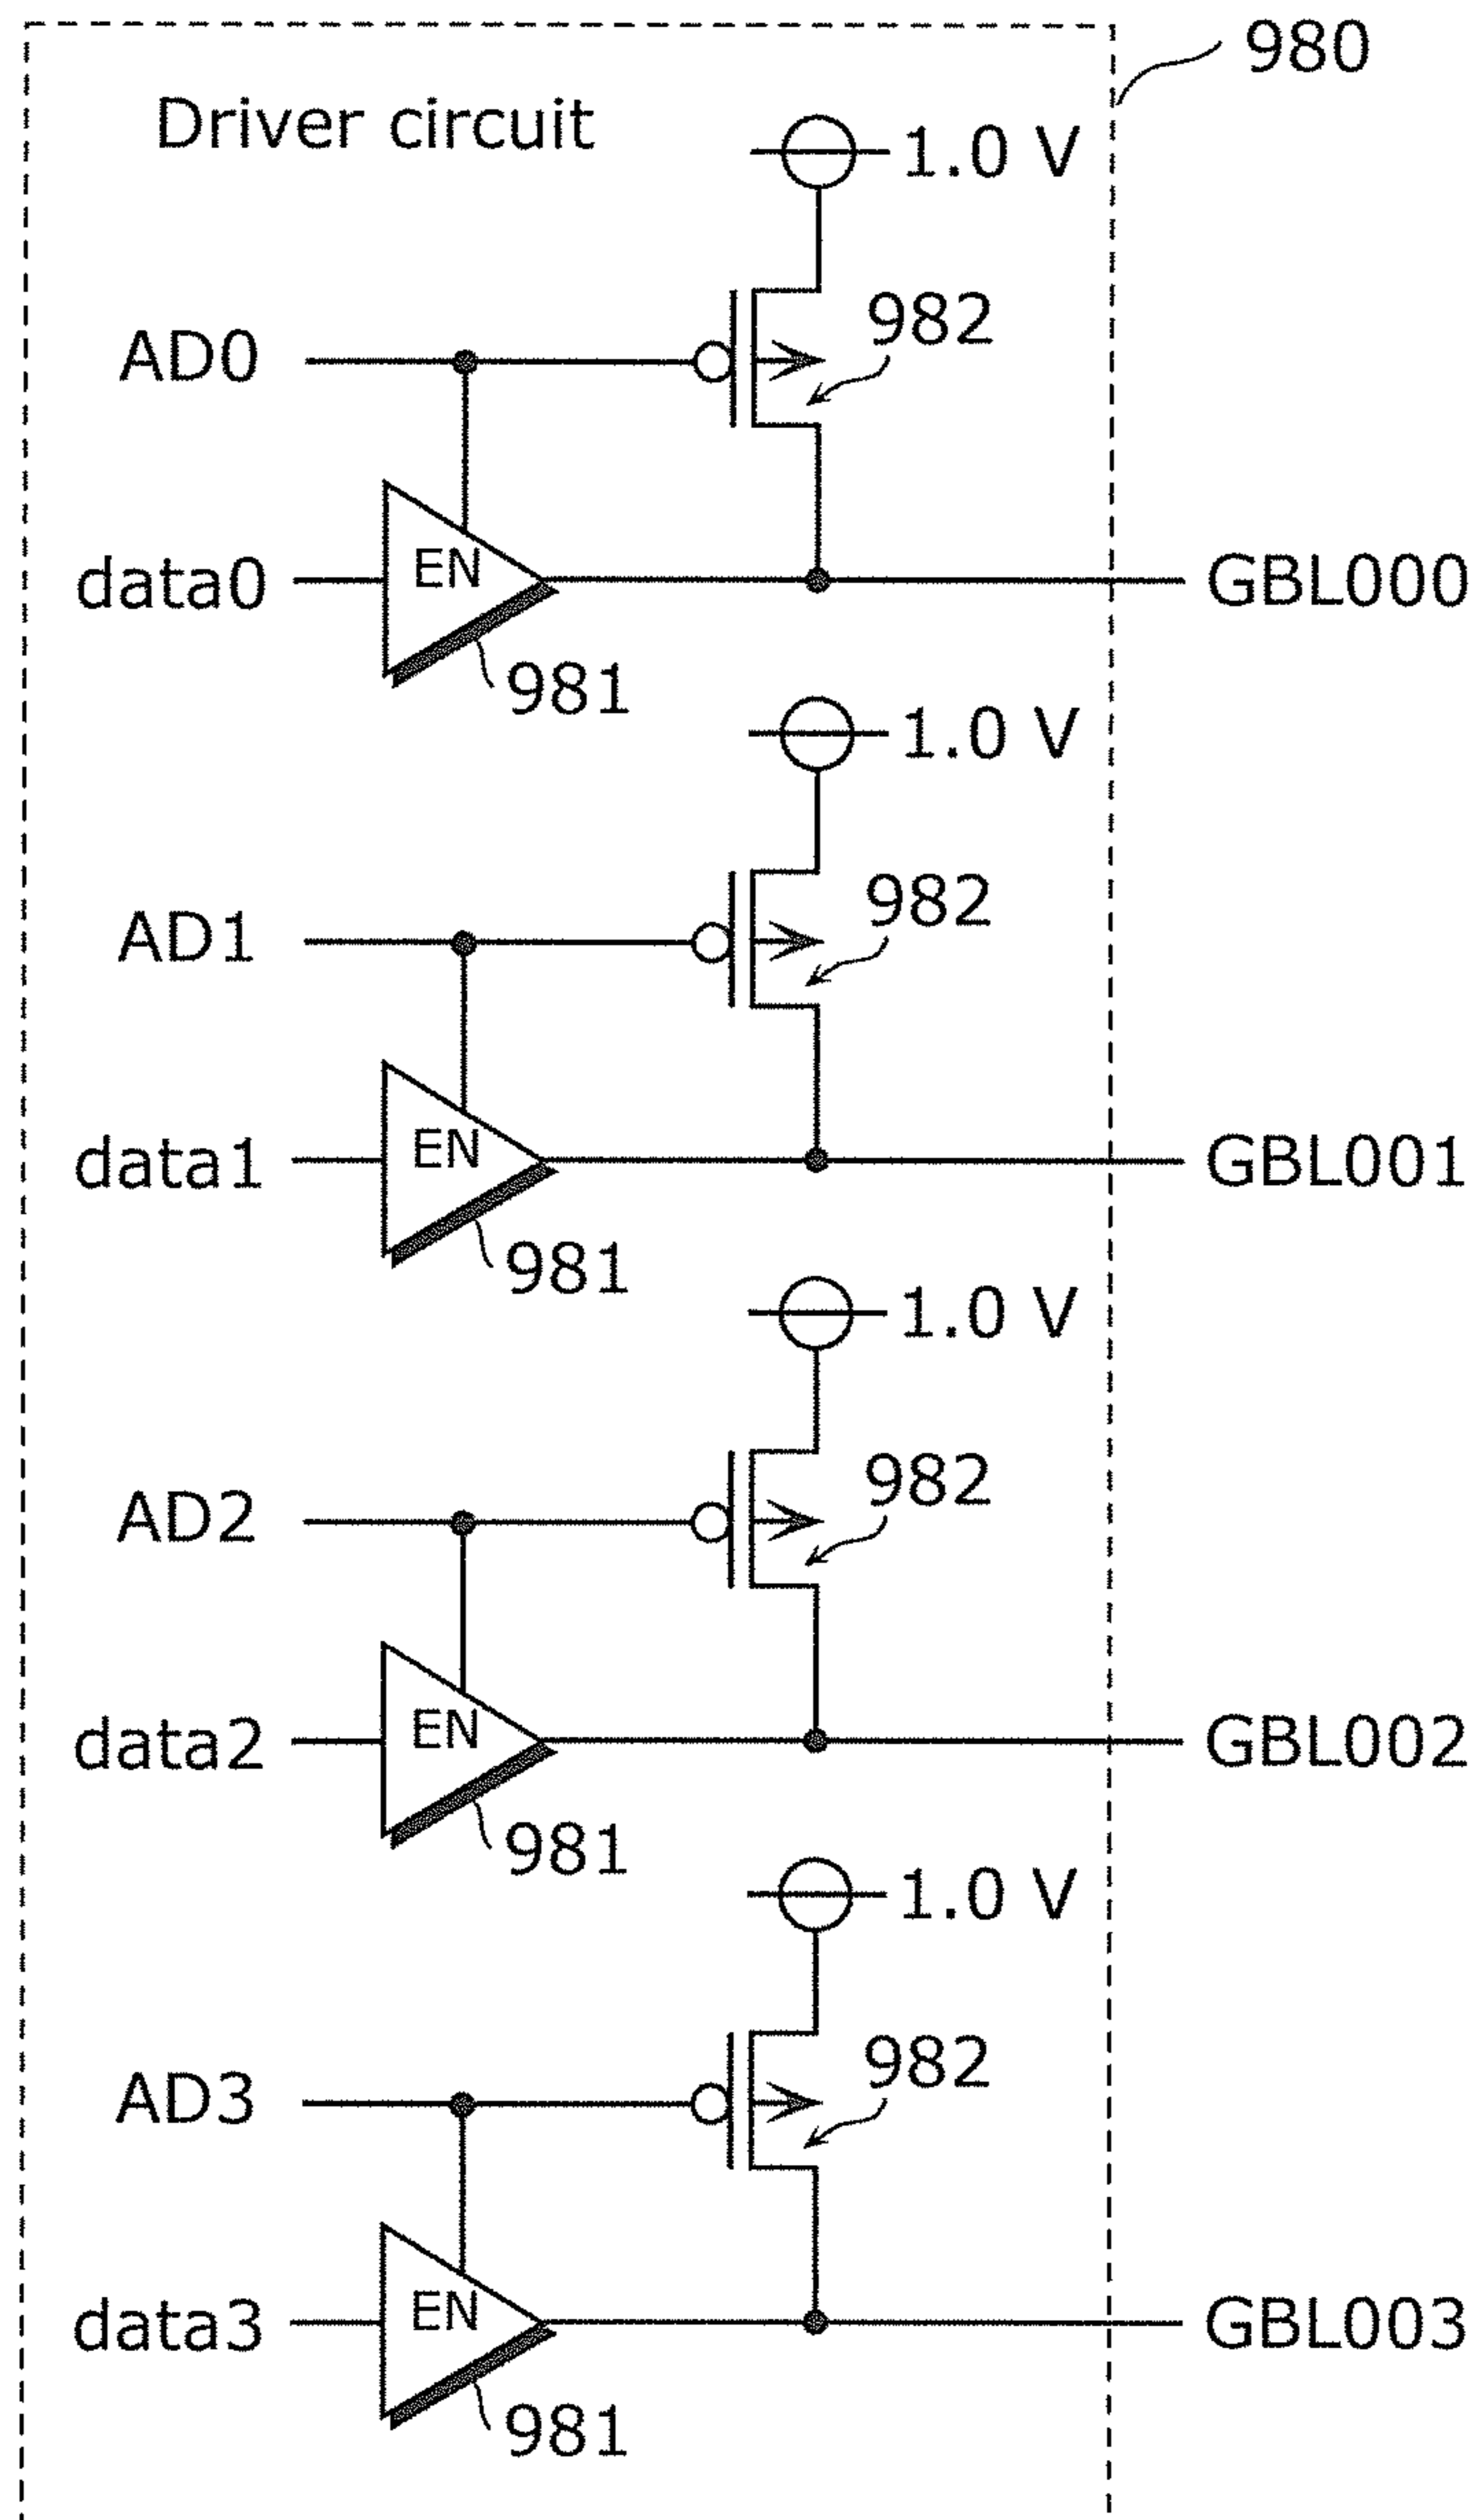 980
Driver circuit
1.0 V
982
AD0
EN
data0
GBL000
981
1.0 V
982
AD1
EN
data1
GBL001
981
1.0 V
982
AD2
EN
data2
GBL002
981
1.0 V
982
AD3
EN
data3
GBL003
981